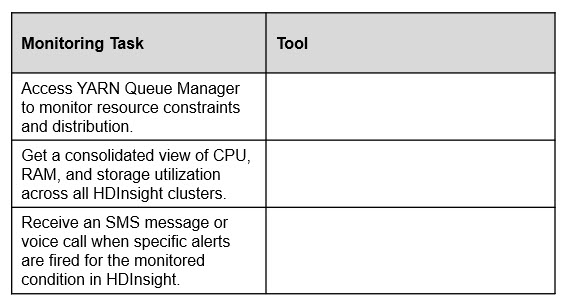 Monitoring Task
Tool
Access YARN Queue Manager
to monitor resource constraints
and distribution.
Get a consolidated view of CPU,
RAM, and storage utilization
across all HDInsight clusters.
Receive an SMS message or
voice call when specific alerts
are fired for the monitored
condition in HDInsight.